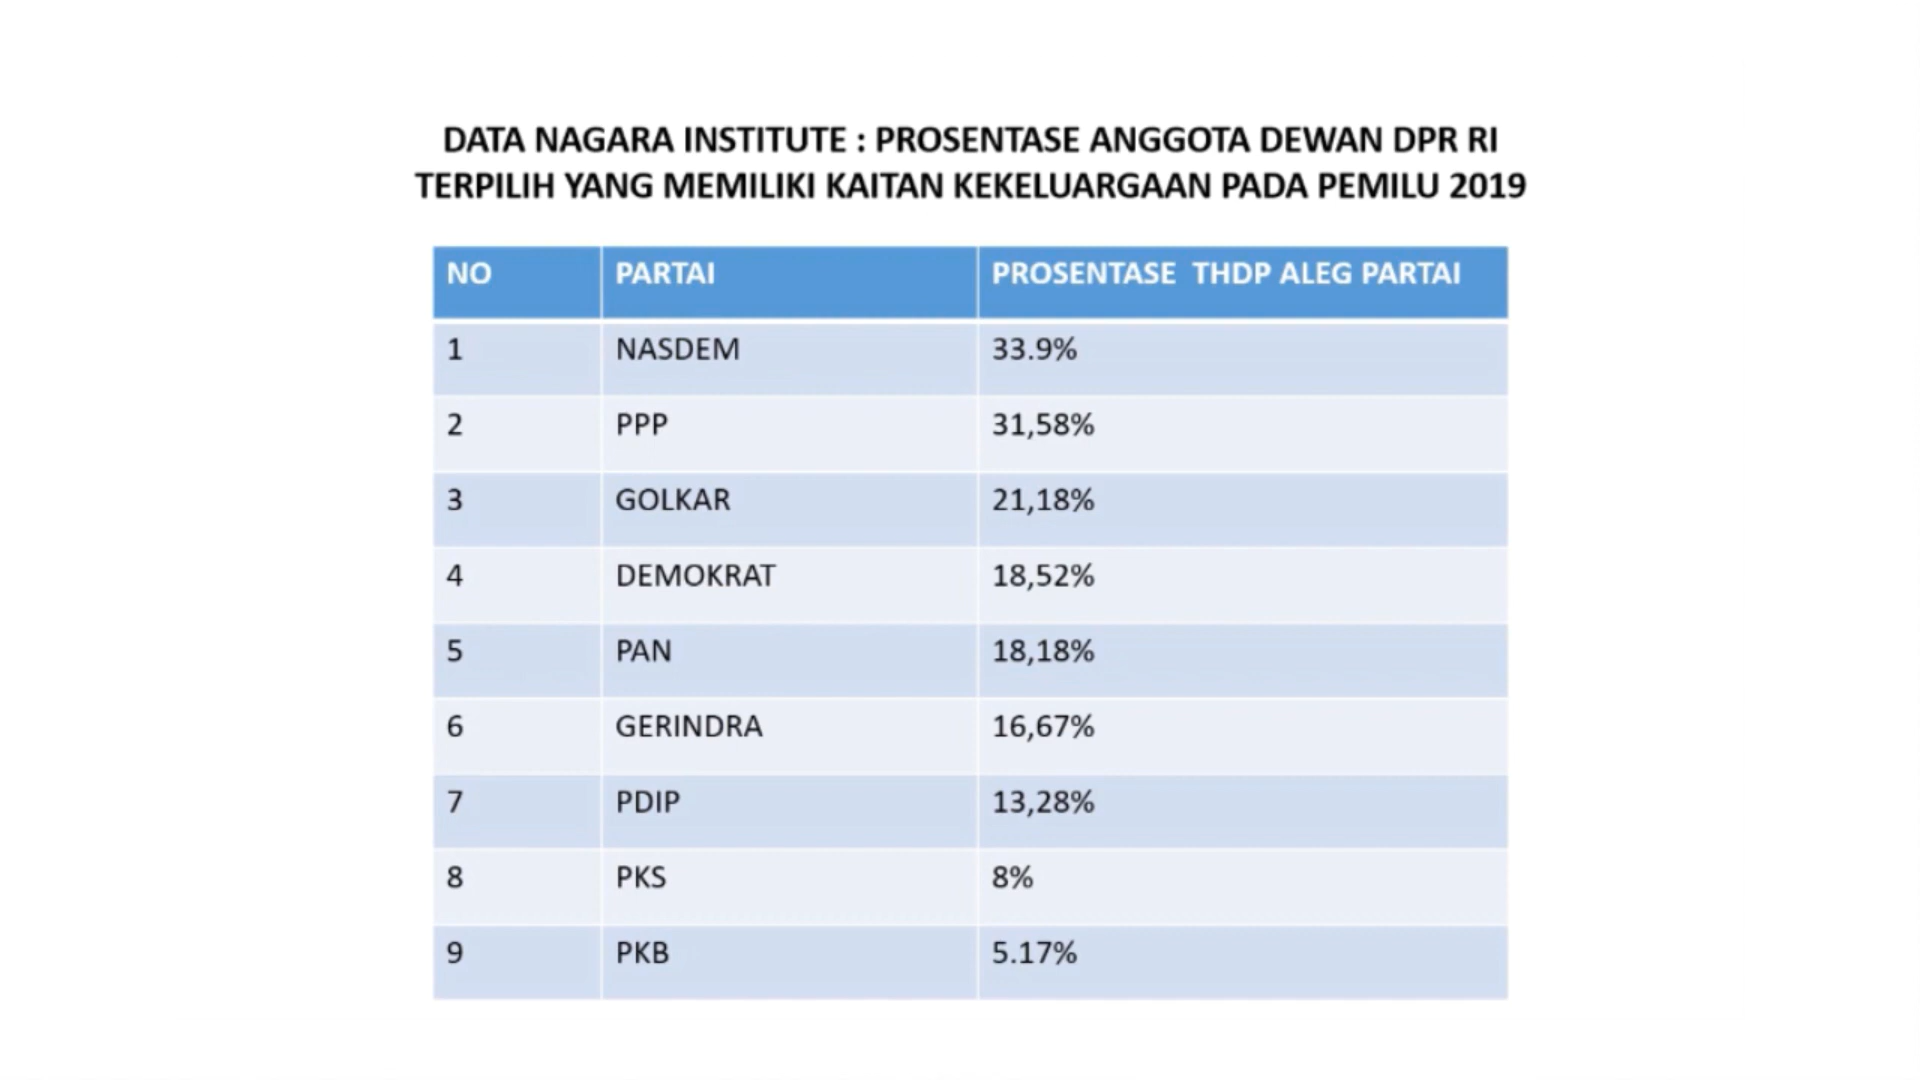 DATA NAGARA INSTITUTE : PROSENTASE ANGGOTA DEWAN DPR RI
TERPILIH YANG MEMILIKI KAITAN KEKELUARGAAN PADA PEMILU 2019
NO PARTAI PROSENTASE THDP ALEG PARTAI
1 NASDEM 33.9%
2 PPP 31,58%
3 GOLKAR 21,18%
4 DEMOKRAT 18,52%
5 PAN 18,18%
6 GERINDRA 16,67%
7 PDIP 13,28%
8 PKS 8%
9 PKB 5.17%